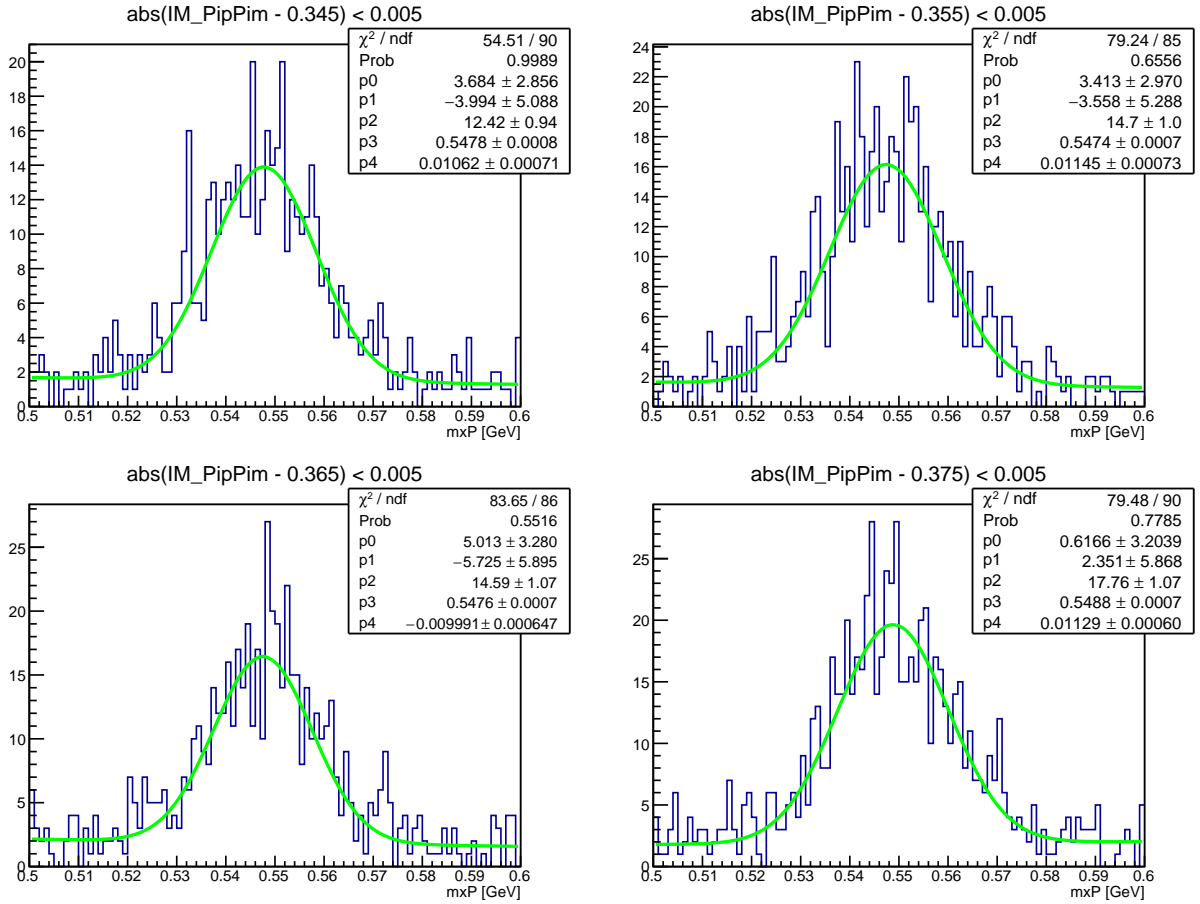 abs(IM_PipPim - 0.345) < 0.005
χ² / ndf 54.51 / 90
Prob 0.9989
p0 3.684 ± 2.856
p1 −3.994 ± 5.088
p2 12.42 ± 0.94
p3 0.5478 ± 0.0008
p4 0.01062 ± 0.00071
20
18
16
14
12
10
8
6
4
2
0
0.5 0.51 0.52 0.53 0.54 0.55 0.56 0.57 0.58 0.59 0.6
mxP [GeV]
abs(IM_PipPim - 0.355) < 0.005
χ² / ndf 79.24 / 85
Prob 0.6556
p0 3.413 ± 2.970
p1 −3.558 ± 5.288
p2 14.7 ± 1.0
p3 0.5474 ± 0.0007
p4 0.01145 ± 0.00073
24
22
20
18
16
14
12
10
8
6
4
2
0
0.5 0.51 0.52 0.53 0.54 0.55 0.56 0.57 0.58 0.59 0.6
mxP [GeV]
abs(IM_PipPim - 0.365) < 0.005
χ² / ndf 83.65 / 86
Prob 0.5516
p0 5.013 ± 3.280
p1 −5.725 ± 5.895
p2 14.59 ± 1.07
p3 0.5476 ± 0.0007
p4 −0.009991 ± 0.000647
25
20
15
10
5
0
0.5 0.51 0.52 0.53 0.54 0.55 0.56 0.57 0.58 0.59 0.6
mxP [GeV]
abs(IM_PipPim - 0.375) < 0.005
χ² / ndf 79.48 / 90
Prob 0.7785
p0 0.6166 ± 3.2039
p1 2.351 ± 5.868
p2 17.76 ± 1.07
p3 0.5488 ± 0.0007
p4 0.01129 ± 0.00060
25
20
15
10
5
0
0.5 0.51 0.52 0.53 0.54 0.55 0.56 0.57 0.58 0.59 0.6
mxP [GeV]